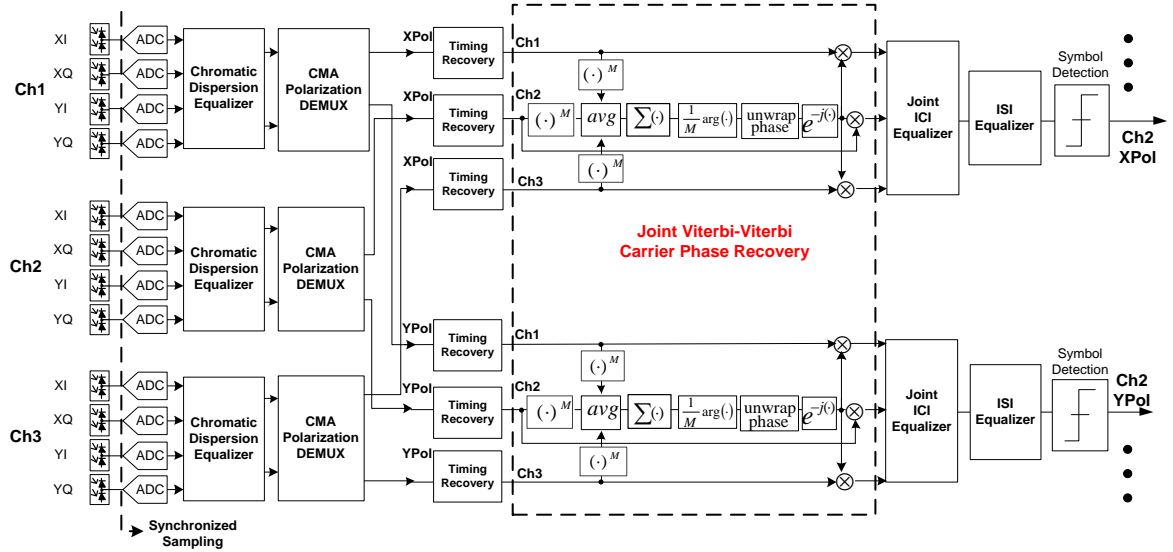 Ch1
XI
XQ
YI
YQ
ADC
ADC
ADC
ADC
Chromatic
Dispersion
Equalizer
CMA
Polarization
DEMUX
Ch2
XI
XQ
YI
YQ
ADC
ADC
ADC
ADC
Chromatic
Dispersion
Equalizer
CMA
Polarization
DEMUX
Ch3
XI
XQ
YI
YQ
ADC
ADC
ADC
ADC
Chromatic
Dispersion
Equalizer
CMA
Polarization
DEMUX
Synchronized
Sampling
XPol
Timing
Recovery
Ch1
XPol
Timing
Recovery
Ch2
XPol
Timing
Recovery
Ch3
(·)^M
(·)^M
avg
∑(·)
1/M arg(·)
unwrap
phase
e^{-j(·)}
(·)^M
Joint Viterbi-Viterbi
Carrier Phase Recovery
Joint
ICI
Equalizer
ISI
Equalizer
Symbol
Detection
Ch2
XPol
YPol
Timing
Recovery
Ch1
YPol
Timing
Recovery
Ch2
YPol
Timing
Recovery
Ch3
(·)^M
(·)^M
avg
∑(·)
1/M arg(·)
unwrap
phase
e^{-j(·)}
(·)^M
Joint
ICI
Equalizer
ISI
Equalizer
Symbol
Detection
Ch2
YPol